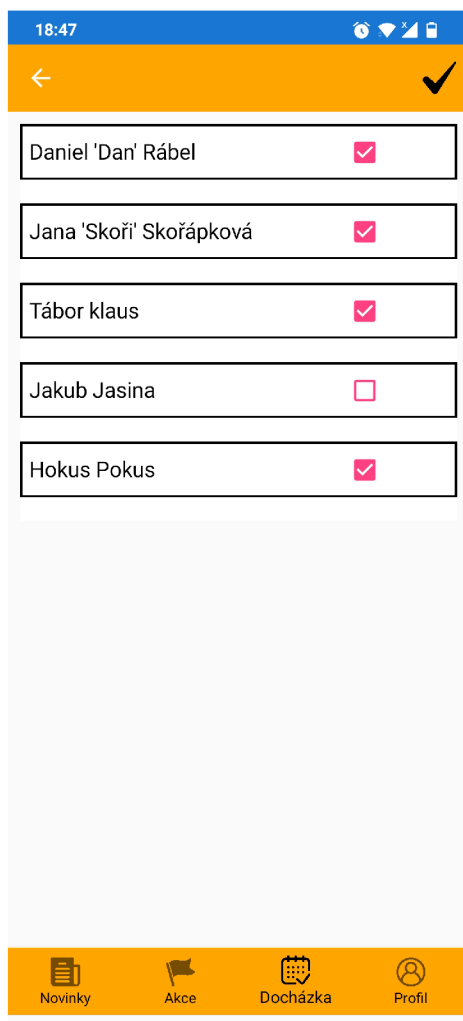 18:47
Daniel 'Dan' Rábel
Jana 'Skoři' Skořápková
Tábor klaus
Jakub Jasina
Hokus Pokus
Novinky
Akce
Docházka
Profil